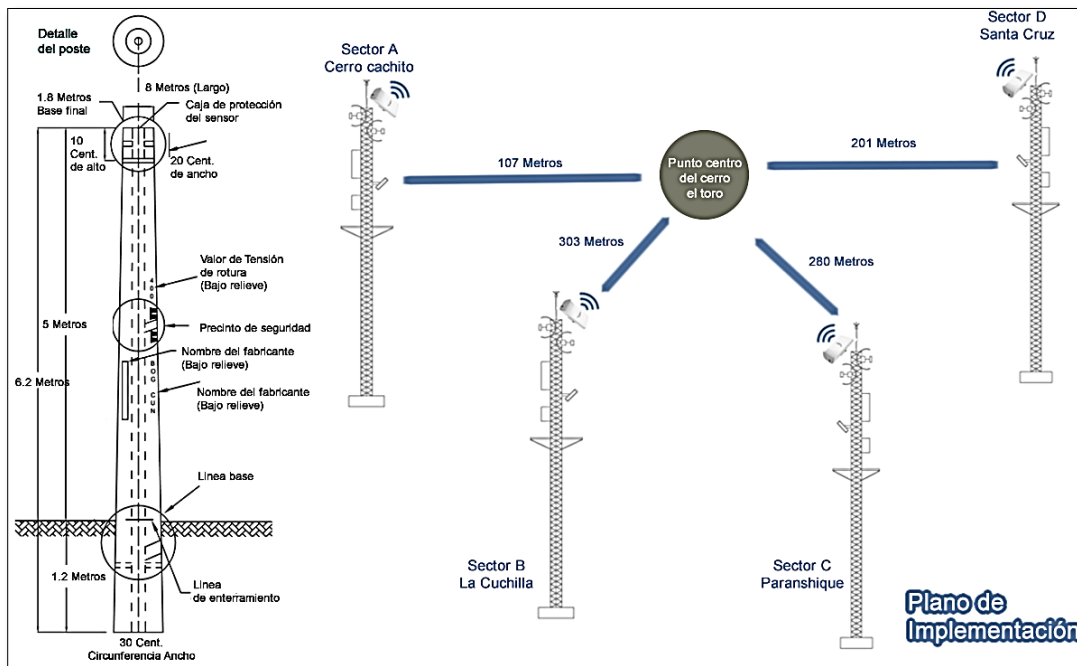 Detalle
del poste
8 Metros (Largo)
1.8 Metros
Base final
Caja de protección
del sensor
10
Cent.
de alto
20 Cent.
de ancho
Valor de Tensión
de rotura
(Bajo relieve)
400
5 Metros
Precinto de seguridad
Nombre del fabricante
(Bajo relieve)
6.2 Metros
BOG CUN
Nombre del fabricante
(Bajo relieve)
Linea base
1.2 Metros
Linea
de enterramiento
30 Cent.
Circunferencia Ancho
Sector A
Cerro cachito
Sector D
Santa Cruz
107 Metros
Punto centro
del cerro
el toro
201 Metros
303 Metros
280 Metros
Sector B
La Cuchilla
Sector C
Paranshique
Plano de
Implementación